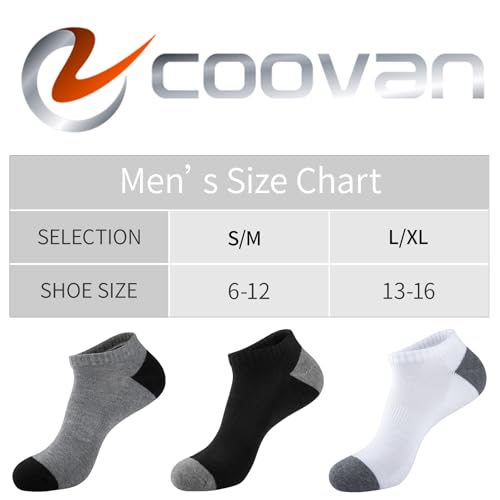 coovan
Men's Size Chart
SELECTION S/M L/XL
SHOE SIZE 6-12 13-16